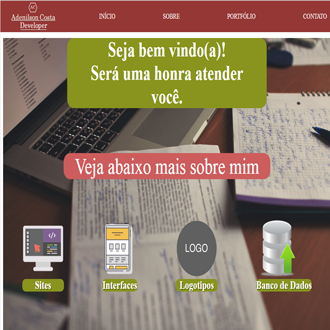 AC
Adenilson Costa
Developer
INÍCIO
SOBRE
PORTFÓLIO
CONTATO
Seja bem vindo(a)!
Será uma honra atender
você.
Veja abaixo mais sobre mim
LOGO
Sites
Interfaces
Logotipos
Banco de Dados